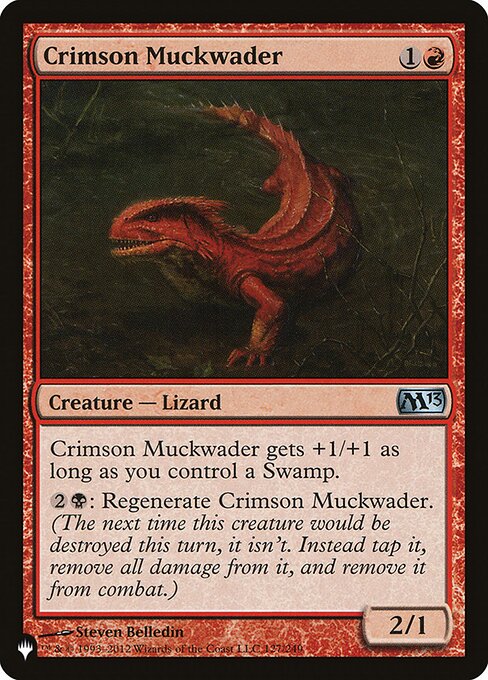 Crimson Muckwader 1
M13
Creature — Lizard
Crimson Muckwader gets +1/+1 as
long as you control a Swamp.
2: Regenerate Crimson Muckwader.
(The next time this creature would be
destroyed this turn, it isn't. Instead tap it,
remove all damage from it, and remove it
from combat.)
2/1
Steven Belledin
™ & © 1993–2012 Wizards of the Coast LLC 127/249